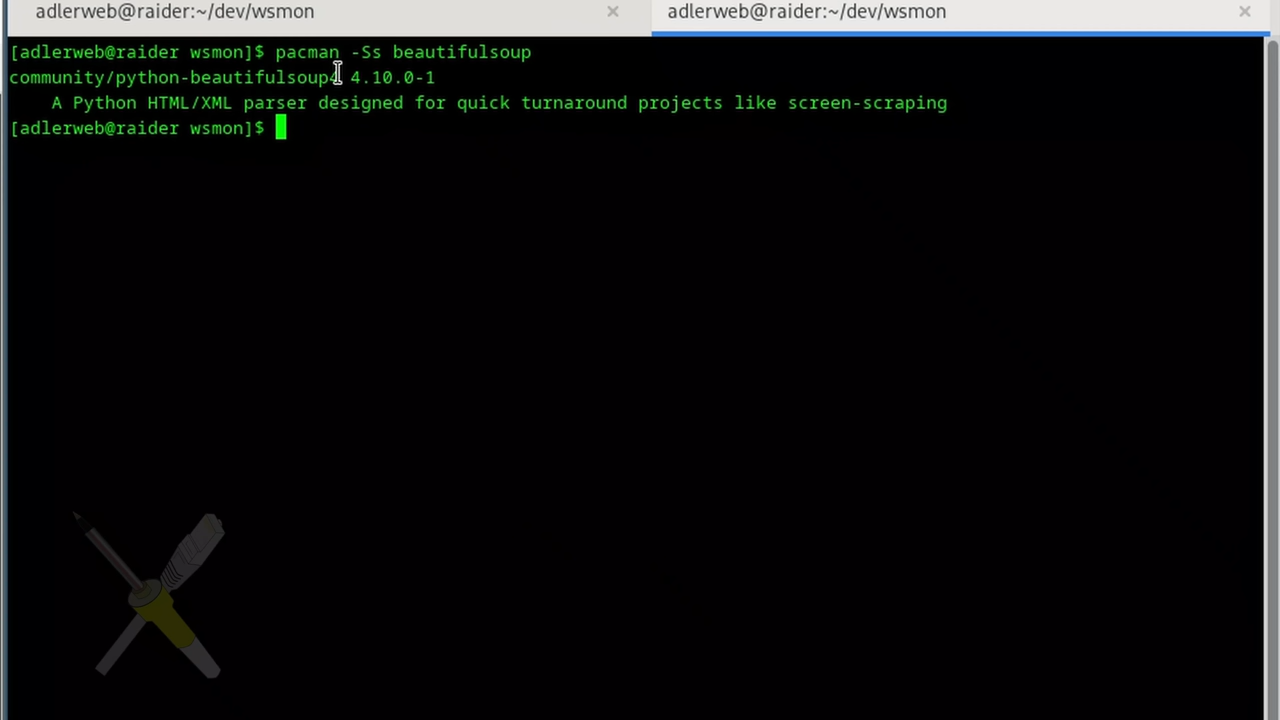 adlerweb@raider:~/dev/wsmon × adlerweb@raider:~/dev/wsmon ×
[adlerweb@raider wsmon]$ pacman -Ss beautifulsoup
community/python-beautifulsoup4 4.10.0-1
A Python HTML/XML parser designed for quick turnaround projects like screen-scraping
[adlerweb@raider wsmon]$